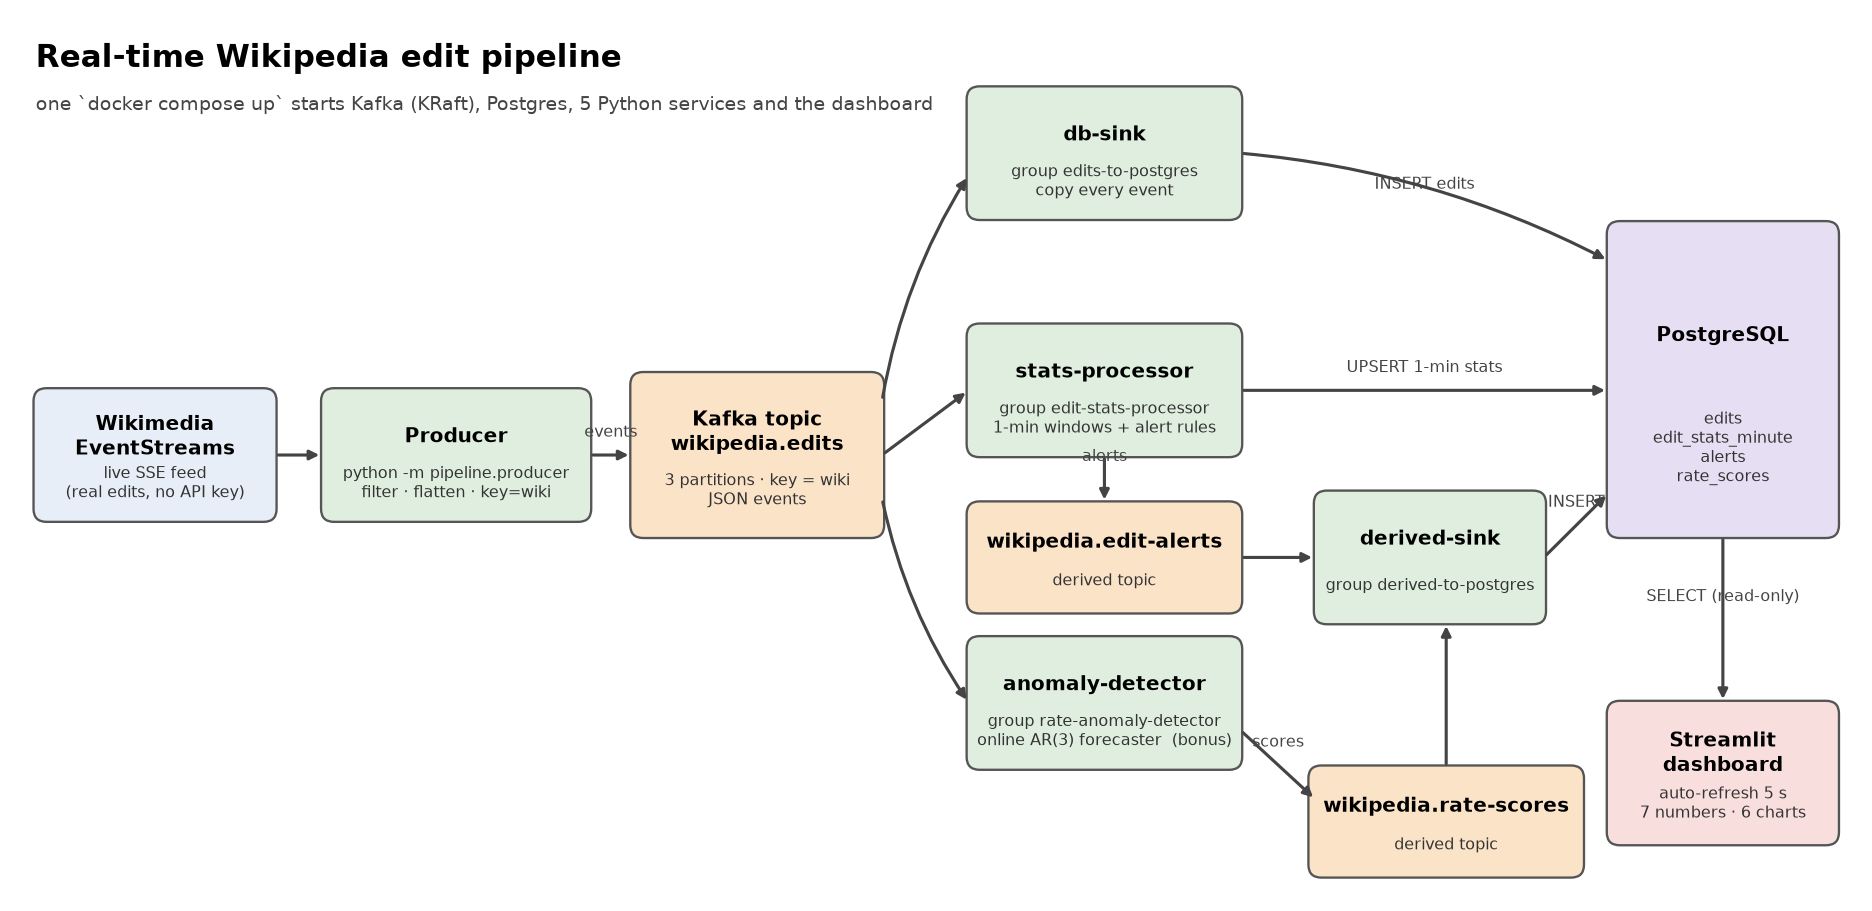 Real-time Wikipedia edit pipeline
one `docker compose up` starts Kafka (KRaft), Postgres, 5 Python services and the dashboard
Wikimedia
EventStreams
live SSE feed
(real edits, no API key)
Producer
python -m pipeline.producer
filter · flatten · key=wiki
events
Kafka topic
wikipedia.edits
3 partitions · key = wiki
JSON events
db-sink
group edits-to-postgres
copy every event
INSERT edits
stats-processor
group edit-stats-processor
1-min windows + alert rules
UPSERT 1-min stats
alerts
wikipedia.edit-alerts
derived topic
derived-sink
group derived-to-postgres
INSERT
anomaly-detector
group rate-anomaly-detector
online AR(3) forecaster  (bonus)
scores
wikipedia.rate-scores
derived topic
PostgreSQL
edits
edit_stats_minute
alerts
rate_scores
SELECT (read-only)
Streamlit
dashboard
auto-refresh 5 s
7 numbers · 6 charts